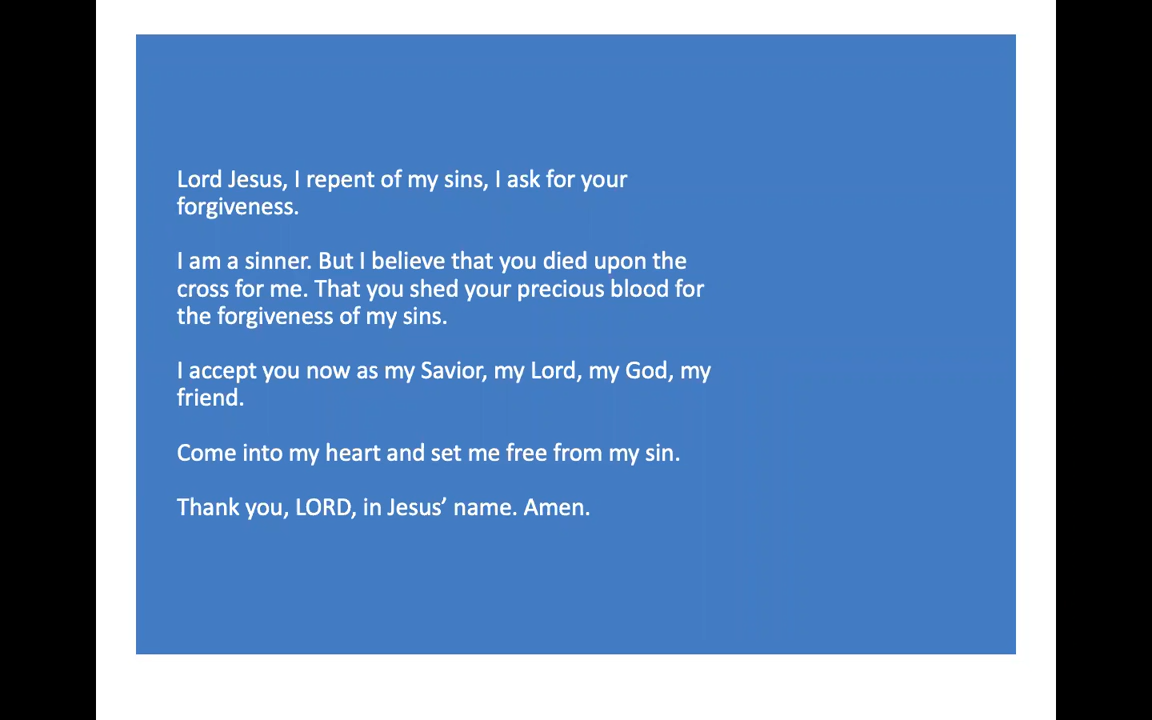 Lord Jesus, I repent of my sins, I ask for your
forgiveness.
I am a sinner. But I believe that you died upon the
cross for me. That you shed your precious blood for
the forgiveness of my sins.
I accept you now as my Savior, my Lord, my God, my
friend.
Come into my heart and set me free from my sin.
Thank you, LORD, in Jesus’ name. Amen.